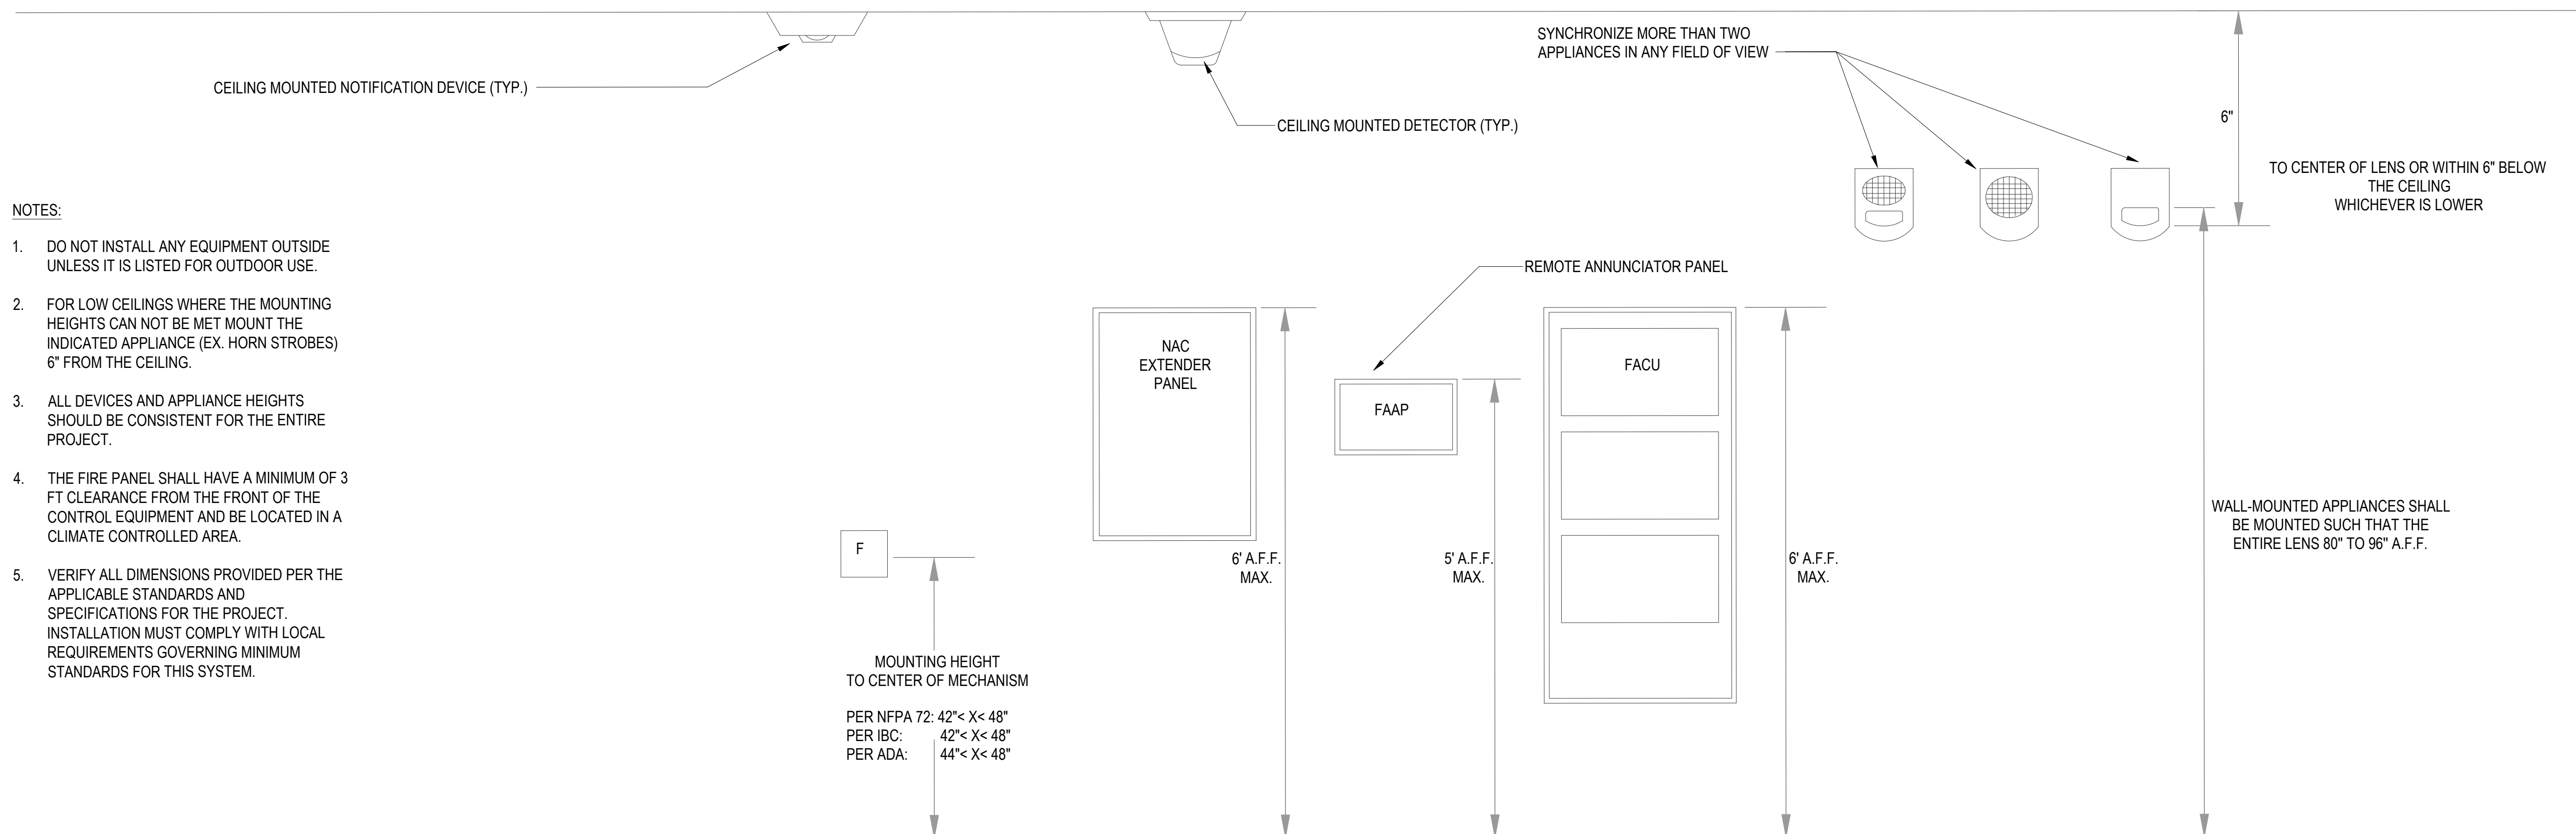 CEILING MOUNTED NOTIFICATION DEVICE (TYP.)
CEILING MOUNTED DETECTOR (TYP.)
SYNCHRONIZE MORE THAN TWO
APPLIANCES IN ANY FIELD OF VIEW
6"
TO CENTER OF LENS OR WITHIN 6" BELOW
THE CEILING
WHICHEVER IS LOWER
NOTES:
1. DO NOT INSTALL ANY EQUIPMENT OUTSIDE
UNLESS IT IS LISTED FOR OUTDOOR USE.
2. FOR LOW CEILINGS WHERE THE MOUNTING
HEIGHTS CAN NOT BE MET MOUNT THE
INDICATED APPLIANCE (EX. HORN STROBES)
6" FROM THE CEILING.
3. ALL DEVICES AND APPLIANCE HEIGHTS
SHOULD BE CONSISTENT FOR THE ENTIRE
PROJECT.
4. THE FIRE PANEL SHALL HAVE A MINIMUM OF 3
FT CLEARANCE FROM THE FRONT OF THE
CONTROL EQUIPMENT AND BE LOCATED IN A
CLIMATE CONTROLLED AREA.
5. VERIFY ALL DIMENSIONS PROVIDED PER THE
APPLICABLE STANDARDS AND
SPECIFICATIONS FOR THE PROJECT.
INSTALLATION MUST COMPLY WITH LOCAL
REQUIREMENTS GOVERNING MINIMUM
STANDARDS FOR THIS SYSTEM.
F
MOUNTING HEIGHT
TO CENTER OF MECHANISM
PER NFPA 72: 42"< X< 48"
PER IBC: 42"< X< 48"
PER ADA: 44"< X< 48"
NAC
EXTENDER
PANEL
6' A.F.F.
MAX.
REMOTE ANNUNCIATOR PANEL
FAAP
5' A.F.F.
MAX.
FACU
6' A.F.F.
MAX.
WALL-MOUNTED APPLIANCES SHALL
BE MOUNTED SUCH THAT THE
ENTIRE LENS 80" TO 96" A.F.F.